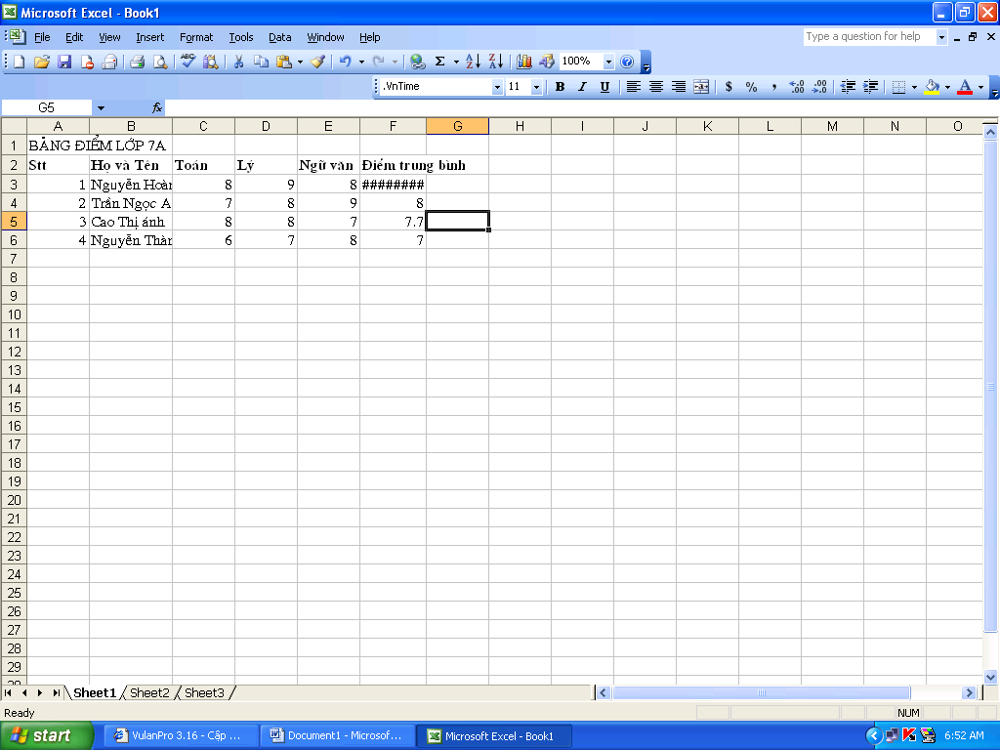 Microsoft Excel - Book1
File Edit View Insert Format Tools Data Window Help
Type a question for help
100%
.VnTime 11 B I U $ % ,
G5 fx
A B C D E F G H I J K L M N O
1 BẢNG ĐIỂM LỚP 7A
2 Stt Họ và Tên Toán Lý Ngữ văn Điểm trung bình
3 1 Nguyễn Hoàn 8 9 8 ########
4 2 Trần Ngọc A 7 8 9 8
5 3 Cao Thị ánh 8 8 7 7.7
6 4 Nguyễn Thàn 6 7 8 7
7
8
9
10
11
12
13
14
15
16
17
18
19
20
21
22
23
24
25
26
27
28
29
Sheet1 Sheet2 Sheet3
Ready NUM
start VulanPro 3.16 - Cập ... Document1 - Microsof... Microsoft Excel - Book1 6:52 AM